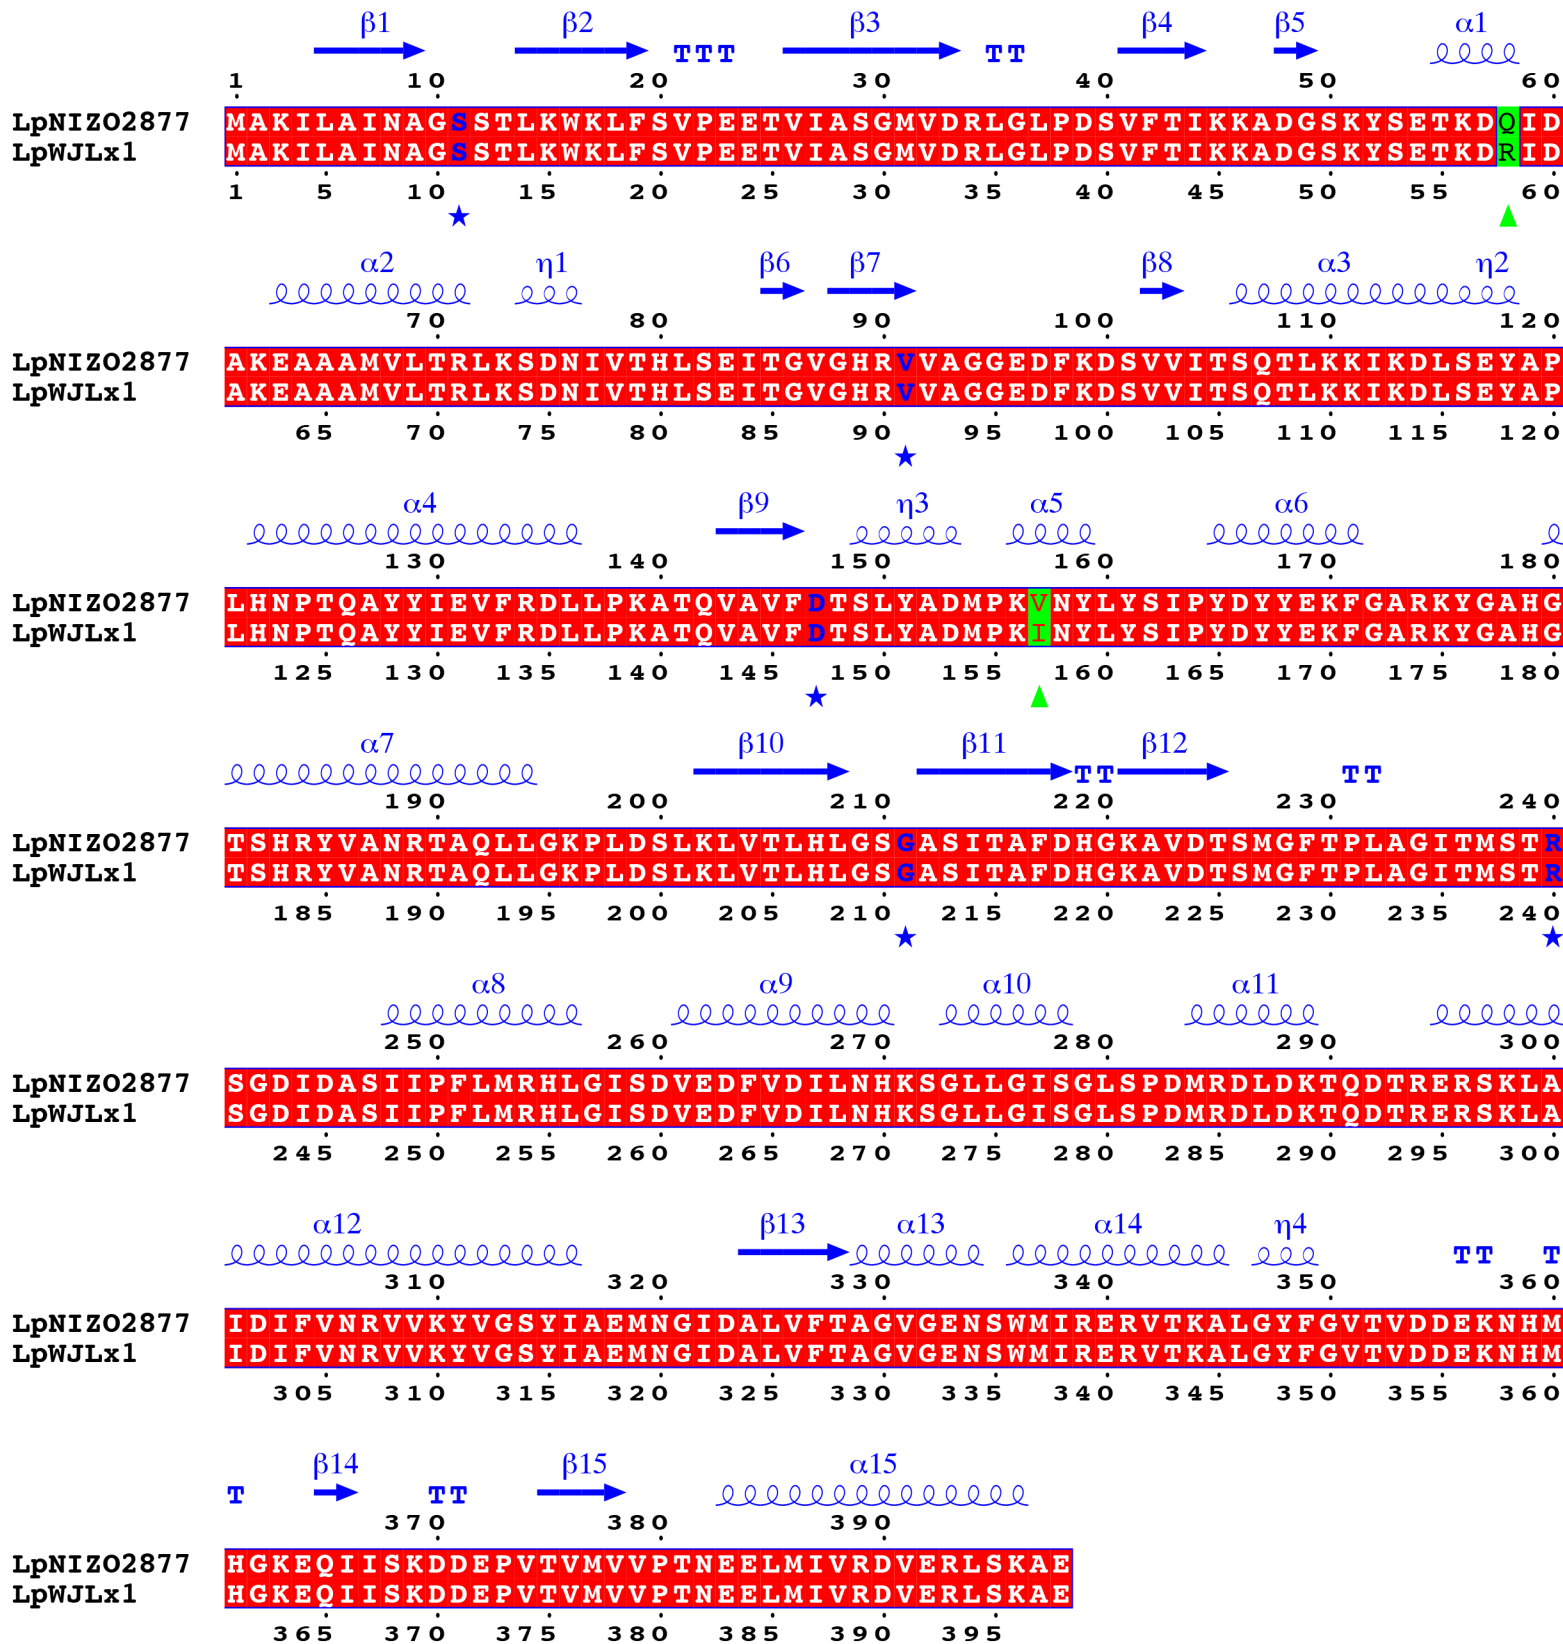 β1 β2 TTT β3 TT β4 β5 α1
1 10 20 30 40 50 60
LpNIZO2877 MAKILAINAGSSTLKWKLFSVPEETVIASGMVDRLGLPDSVFTIKKADGSKYSETKDQID
LpWJLx1 MAKILAINAGSSTLKWKLFSVPEETVIASGMVDRLGLPDSVFTIKKADGSKYSETKDRID
1 5 10 15 20 25 30 35 40 45 50 55 60
α2 η1 β6 β7 β8 α3 η2
70 80 90 100 110 120
LpNIZO2877 AKEAAAMVLTRLKSDNIVTHLSEITGVGHRVVAGGEDFKDSVVITSQTLKKIKDLSEYAP
LpWJLx1 AKEAAAMVLTRLKSDNIVTHLSEITGVGHRVVAGGEDFKDSVVITSQTLKKIKDLSEYAP
65 70 75 80 85 90 95 100 105 110 115 120
α4 β9 η3 α5 α6
130 140 150 160 170 180
LpNIZO2877 LHNPTQAYYIEVFRDLLPKATQVAVFDTSLYADMPKVNYLYSIPYDYYEKFGARKYGAHG
LpWJLx1 LHNPTQAYYIEVFRDLLPKATQVAVFDTSLYADMPKINYLYSIPYDYYEKFGARKYGAHG
125 130 135 140 145 150 155 160 165 170 175 180
α7 β10 β11 TT β12 TT
190 200 210 220 230 240
LpNIZO2877 TSHRYVANRTAQLLGKPLDSLKLVTLHLGSGASITAFDHGKAVDTSMGFTPLAGITMSTR
LpWJLx1 TSHRYVANRTAQLLGKPLDSLKLVTLHLGSGASITAFDHGKAVDTSMGFTPLAGITMSTR
185 190 195 200 205 210 215 220 225 230 235 240
α8 α9 α10 α11
250 260 270 280 290 300
LpNIZO2877 SGDIDASIIPFLMRHLGISDVEDFVDILNHKSGLLGISGLSPDMRDLDKTQDTRERSKLA
LpWJLx1 SGDIDASIIPFLMRHLGISDVEDFVDILNHKSGLLGISGLSPDMRDLDKTQDTRERSKLA
245 250 255 260 265 270 275 280 285 290 295 300
α12 β13 α13 α14 η4 TT T
310 320 330 340 350 360
LpNIZO2877 IDIFVNRVVKYVGSYIAEMNGIDALVFTAGVGENSWMIRERVTKALGYFGVTVDDEKNHM
LpWJLx1 IDIFVNRVVKYVGSYIAEMNGIDALVFTAGVGENSWMIRERVTKALGYFGVTVDDEKNHM
305 310 315 320 325 330 335 340 345 350 355 360
T β14 TT β15 α15
370 380 390
LpNIZO2877 HGKEQIISKDDEPVTVMVVPTNEELMIVRDVERLSKAE
LpWJLx1 HGKEQIISKDDEPVTVMVVPTNEELMIVRDVERLSKAE
365 370 375 380 385 390 395